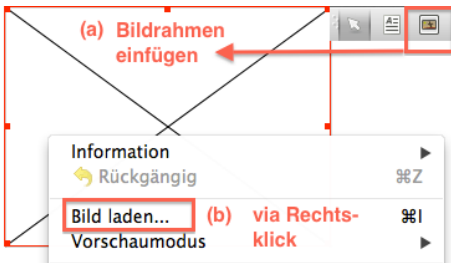 (a) Bildrahmen
einfügen
Information
Rückgängig ⌘Z
Bild laden... (b) via Rechts- ⌘I
Vorschaumodus klick